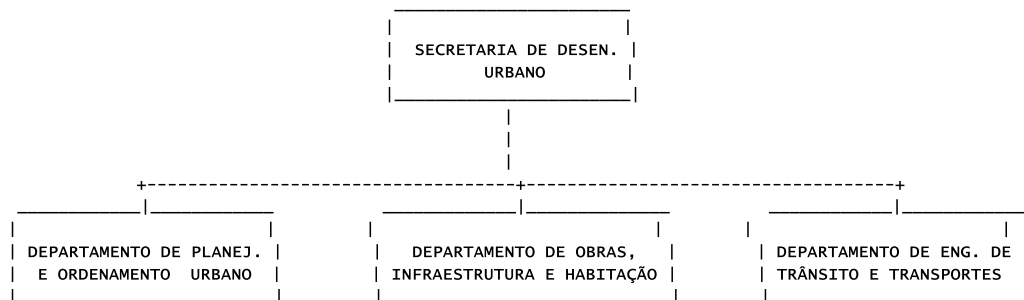 SECRETARIA DE DESEN.
URBANO
DEPARTAMENTO DE PLANEJ.
E ORDENAMENTO URBANO
DEPARTAMENTO DE OBRAS,
INFRAESTRUTURA E HABITAÇÃO
DEPARTAMENTO DE ENG. DE
TRÂNSITO E TRANSPORTES